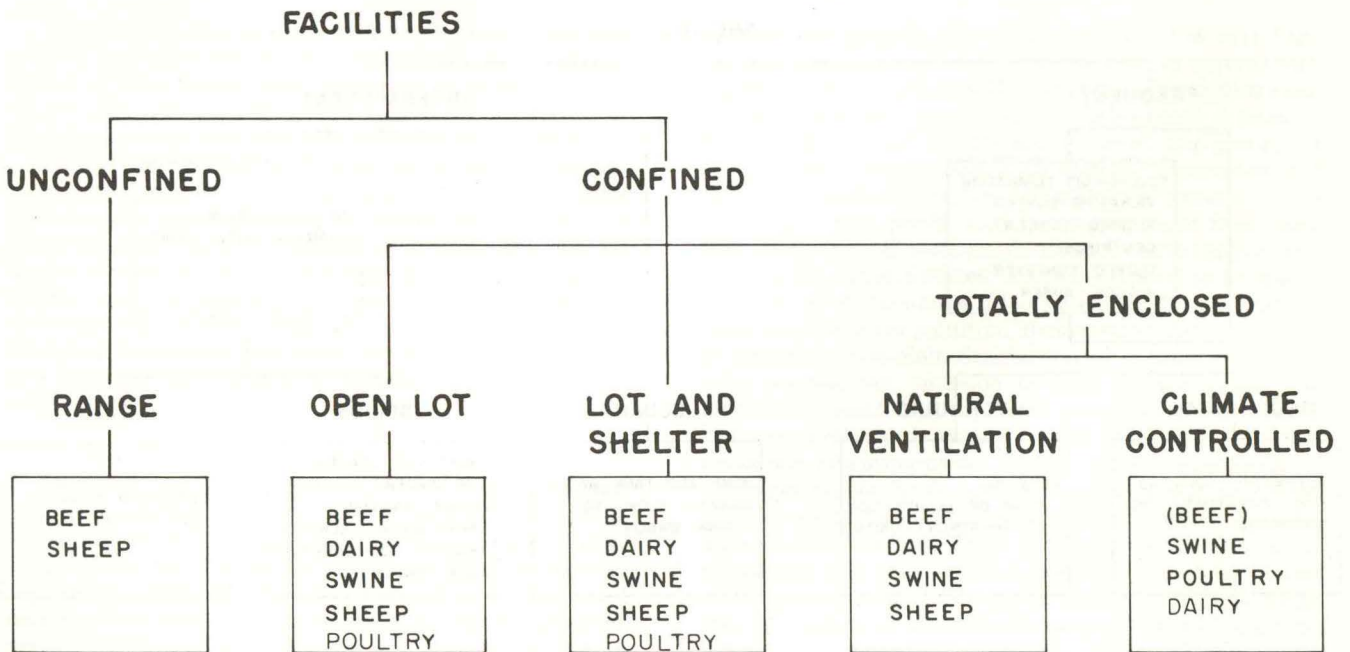 FACILITIES
UNCONFINED
CONFINED
TOTALLY ENCLOSED
RANGE
OPEN LOT
LOT AND
SHELTER
NATURAL
VENTILATION
CLIMATE
CONTROLLED
BEEF
SHEEP
BEEF
DAIRY
SWINE
SHEEP
POULTRY
BEEF
DAIRY
SWINE
SHEEP
POULTRY
BEEF
DAIRY
SWINE
SHEEP
(BEEF)
SWINE
POULTRY
DAIRY